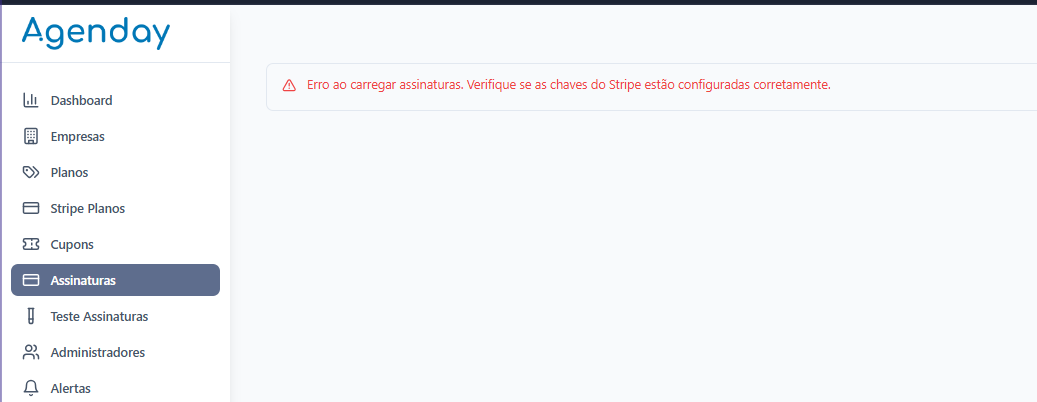 Agenday
Erro ao carregar assinaturas. Verifique se as chaves do Stripe estão configuradas corretamente.
Dashboard
Empresas
Planos
Stripe Planos
Cupons
Assinaturas
Teste Assinaturas
Administradores
Alertas